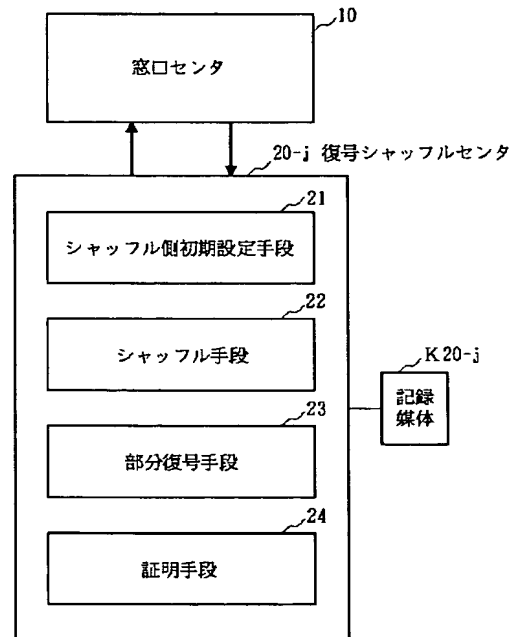 10
窓口センタ
20-j 復号シャッフルセンタ
21
シャッフル側初期設定手段
22
シャッフル手段
K20-j
記録
媒体
23
部分復号手段
24
証明手段